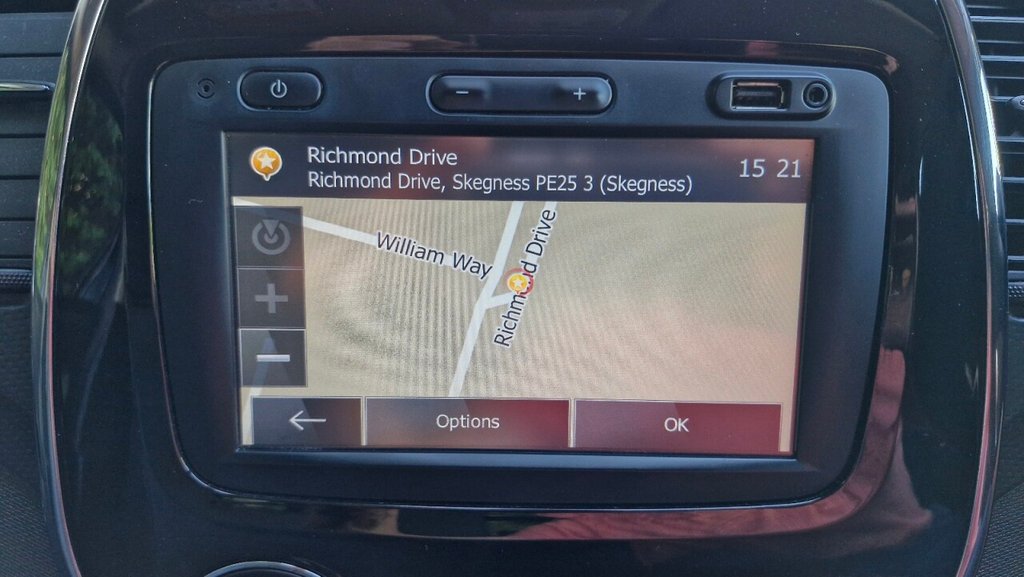 Richmond Drive
Richmond Drive, Skegness PE25 3 (Skegness)
15 21
William Way
Richmond Drive
Options
OK